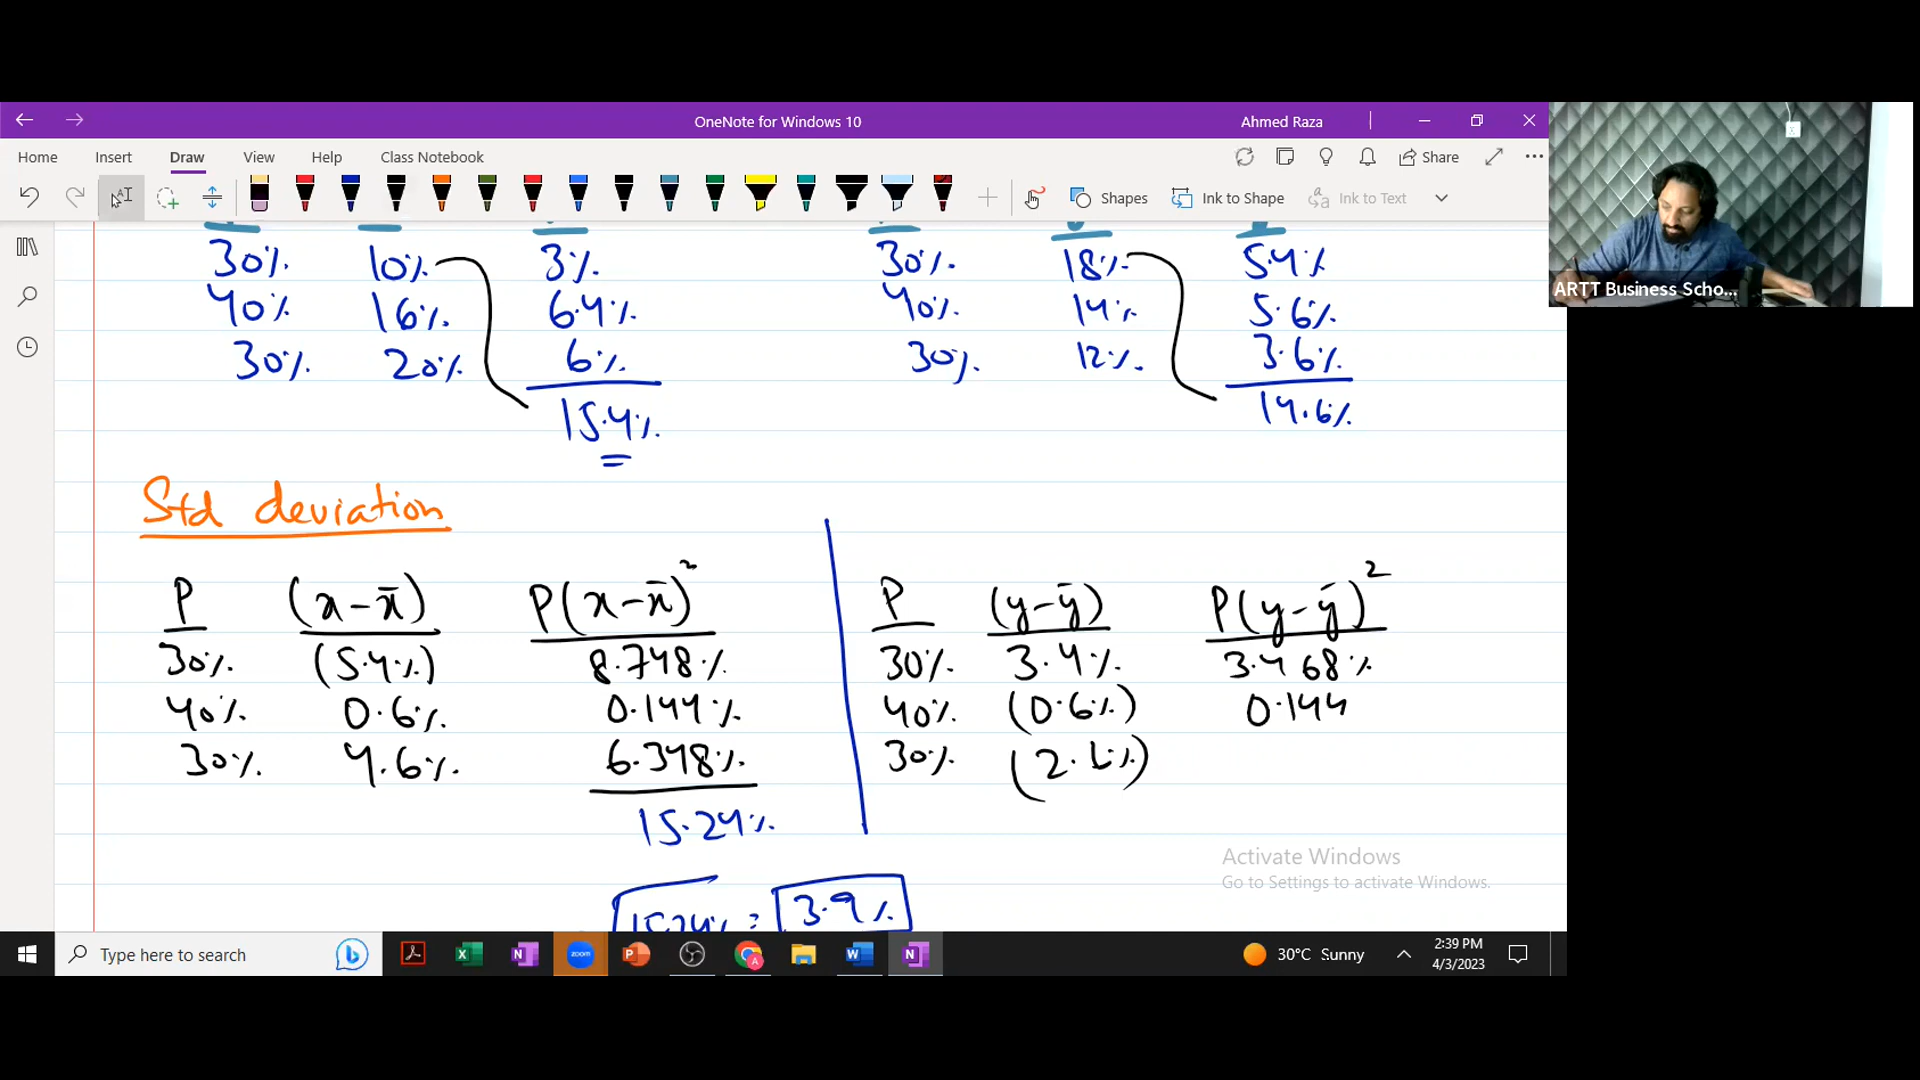 OneNote for Windows 10
Ahmed Raza
Home Insert Draw View Help Class Notebook
Share
Shapes Ink to Shape Ink to Text
ARTT Business Scho...
30% 10% 3% 30% 18% 5.4%
40% 16% 6.4% 40% 14% 5.6%
30% 20% 6% 30% 12% 3.6%
15.4% 14.6%
Std deviation
P (x-x̄) P(x-x̄)² P (y-ȳ) P(y-ȳ)²
30% (5.4%) 8.748% 30% 3.4% 3.468%
40% 0.6% 0.144% 40% (0.6%) 0.144
30% 4.6% 6.348% 30% (2.6%)
15.24%
15.24% = 3.9%
Activate Windows
Go to Settings to activate Windows.
Type here to search
zoom
30°C Sunny
2:39 PM
4/3/2023